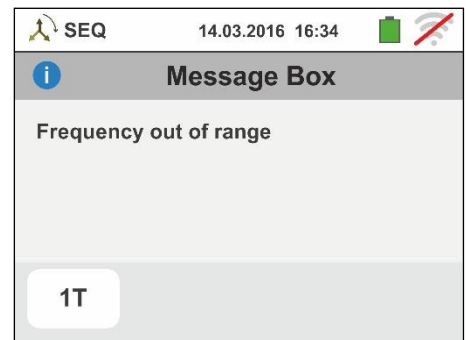 SEQ 14.03.2016 16:34
i Message Box
Frequency out of range
1T